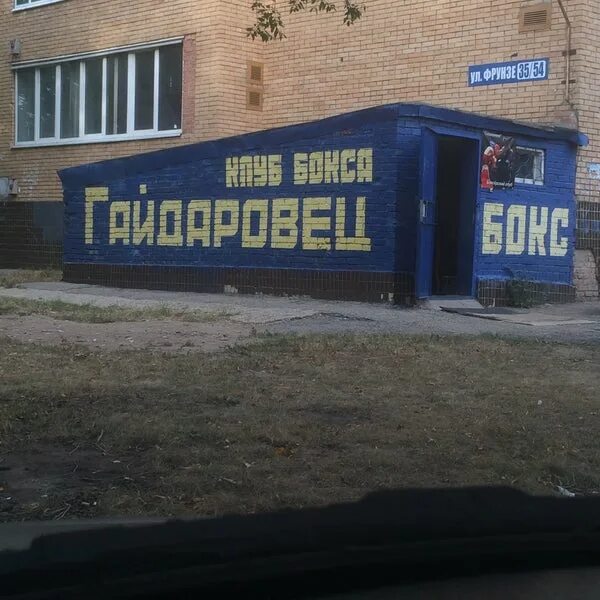 ул. ФРУНЗЕ 35/54
КЛУБ БОКСА
ГАЙДАРОВЕЦ
БОКС